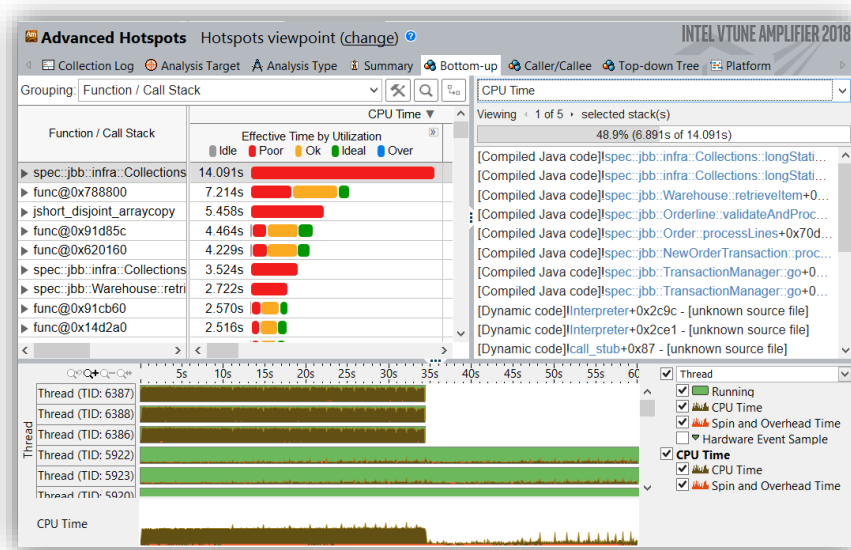 INTEL VTUNE AMPLIFIER 2018
Advanced Hotspots Hotspots viewpoint (change) ?
Collection Log Analysis Target Analysis Type Summary Bottom-up Caller/Callee Top-down Tree Platform
Grouping: Function / Call Stack
Function / Call Stack
CPU Time ▼
Effective Time by Utilization
Idle Poor Ok Ideal Over
spec::jbb::infra::Collections 14.091s
func@0x788800 7.214s
jshort_disjoint_arraycopy 5.458s
func@0x91d85c 4.464s
func@0x620160 4.229s
spec::jbb::infra::Collections 3.524s
spec::jbb::Warehouse::retri 2.722s
func@0x91cb60 2.570s
func@0x14d2a0 2.516s
CPU Time
Viewing 1 of 5 selected stack(s)
48.9% (6.891s of 14.091s)
[Compiled Java code]!spec::jbb::infra::Collections::longStati...
[Compiled Java code]!spec::jbb::infra::Collections::longStati...
[Compiled Java code]!spec::jbb::Warehouse::retrieveItem+0...
[Compiled Java code]!spec::jbb::Orderline::validateAndProc...
[Compiled Java code]!spec::jbb::Order::processLines+0x70d...
[Compiled Java code]!spec::jbb::NewOrderTransaction::proc...
[Compiled Java code]!spec::jbb::TransactionManager::go+0...
[Compiled Java code]!spec::jbb::TransactionManager::go+0...
[Dynamic code]!Interpreter+0x2c9c - [unknown source file]
[Dynamic code]!Interpreter+0x2ce1 - [unknown source file]
[Dynamic code]!call_stub+0x87 - [unknown source file]
5s 10s 15s 20s 25s 30s 35s 40s 45s 50s 55s 60
Thread
Thread (TID: 6387)
Thread (TID: 6388)
Thread (TID: 6386)
Thread (TID: 5922)
Thread (TID: 5923)
Thread (TID: 5920)
CPU Time
Thread
Running
CPU Time
Spin and Overhead Time
Hardware Event Sample
CPU Time
CPU Time
Spin and Overhead Time